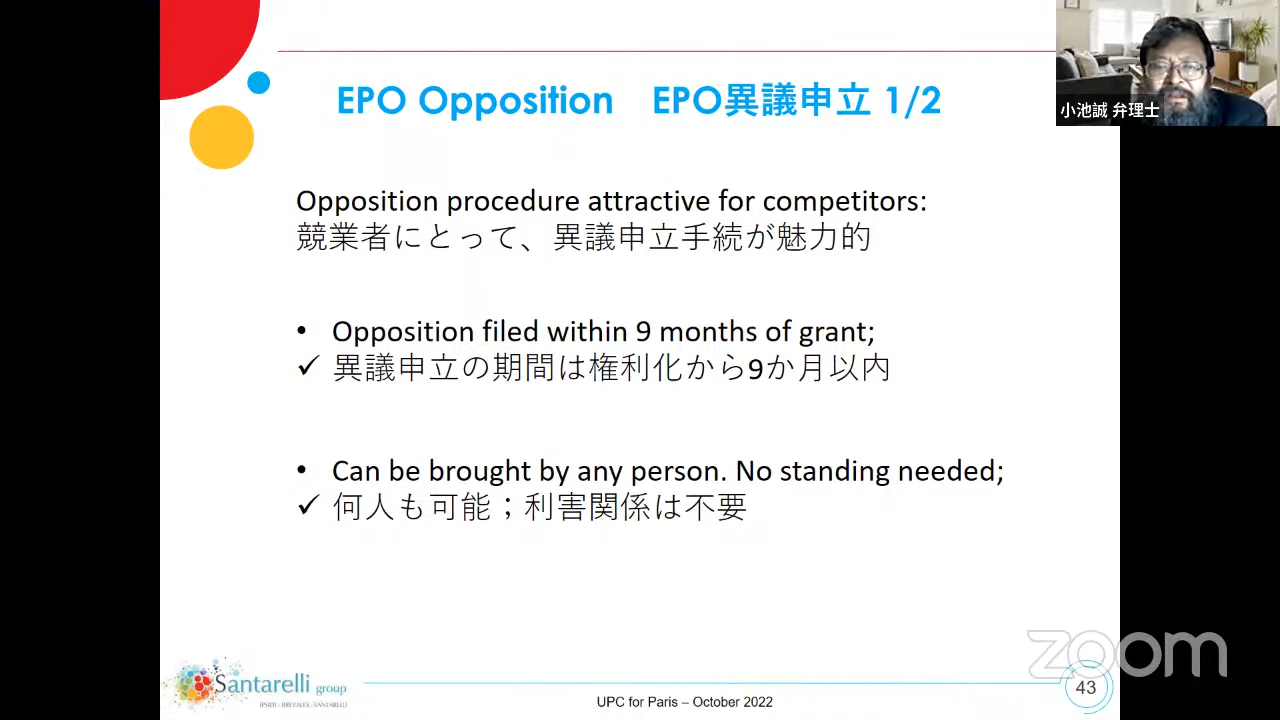 小池誠 弁理士
EPO Opposition EPO異議申立 1/2
Opposition procedure attractive for competitors:
競業者にとって、異議申立手続が魅力的
• Opposition filed within 9 months of grant;
✓ 異議申立の期間は権利化から9か月以内
• Can be brought by any person. No standing needed;
✓ 何人も可能；利害関係は不要
zoom
Santarelli group
IPSIDE - BREVALEX - SANTARELLI
UPC for Paris – October 2022
43